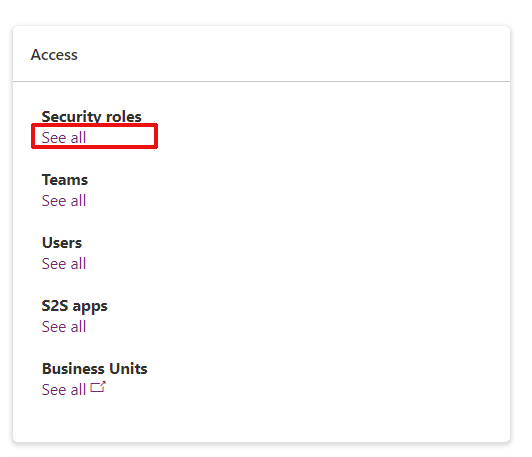 Access
Security roles
See all
Teams
See all
Users
See all
S2S apps
See all
Business Units
See all